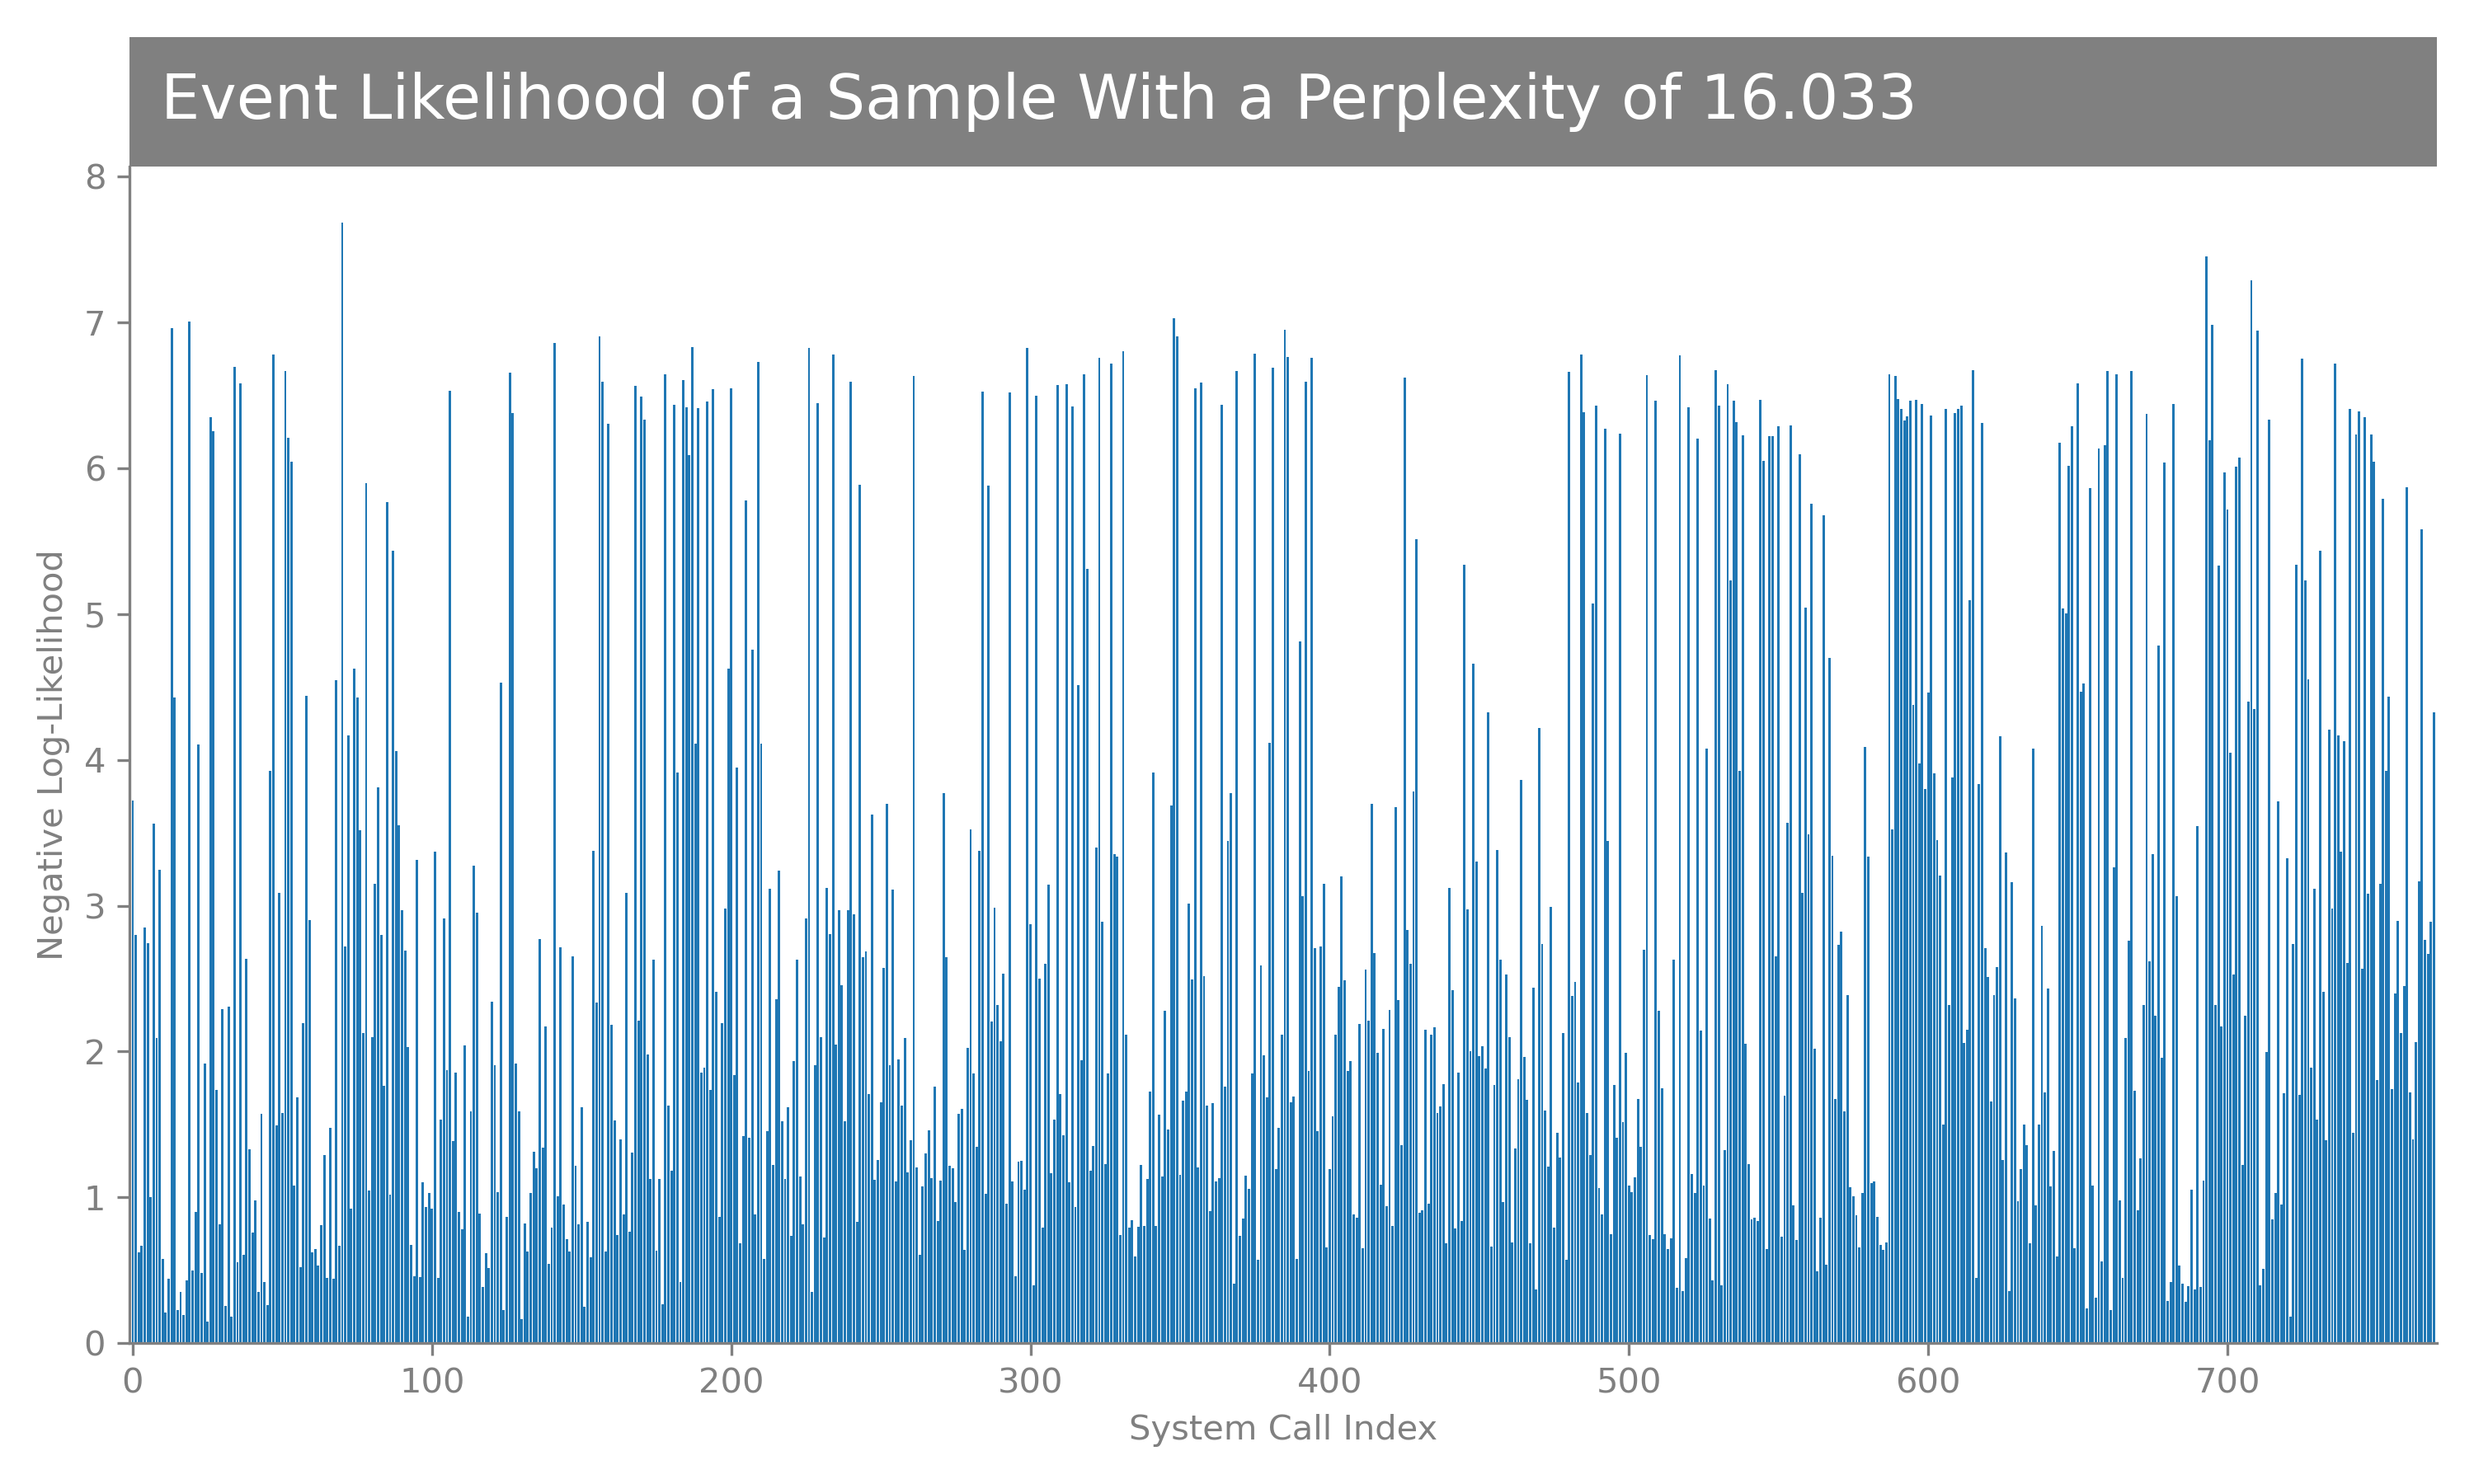 Event Likelihood of a Sample With a Perplexity of 16.033
8
7
6
5
4
3
2
1
0
Negative Log-Likelihood
0 100 200 300 400 500 600 700
System Call Index